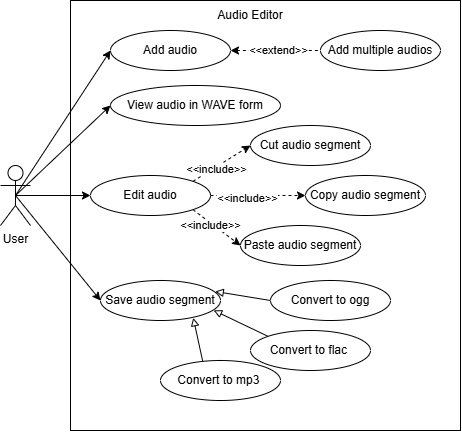 Audio Editor
Add audio
<<extend>>
Add multiple audios
View audio in WAVE form
Cut audio segment
<<include>>
Edit audio
<<include>>
Copy audio segment
<<include>>
User
Paste audio segment
Save audio segment
Convert to ogg
Convert to flac
Convert to mp3